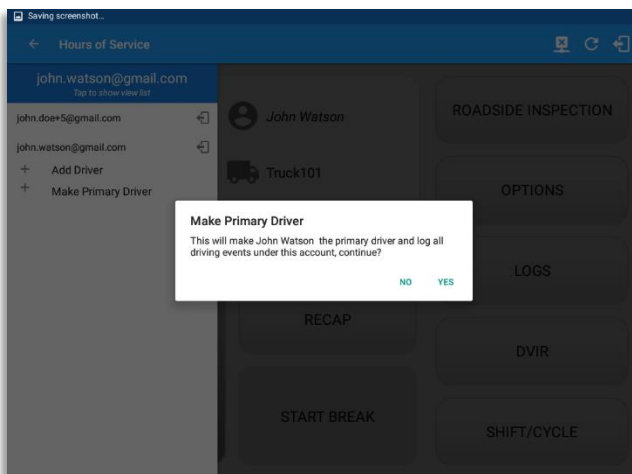 Saving screenshot...
Hours of Service
john.watson@gmail.com
Tap to show view list
john.doe+5@gmail.com
john.watson@gmail.com
+ Add Driver
+ Make Primary Driver
John Watson
Truck101
ROADSIDE INSPECTION
OPTIONS
LOGS
Make Primary Driver
This will make John Watson the primary driver and log all
driving events under this account, continue?
NO YES
RECAP
DVIR
START BREAK
SHIFT/CYCLE